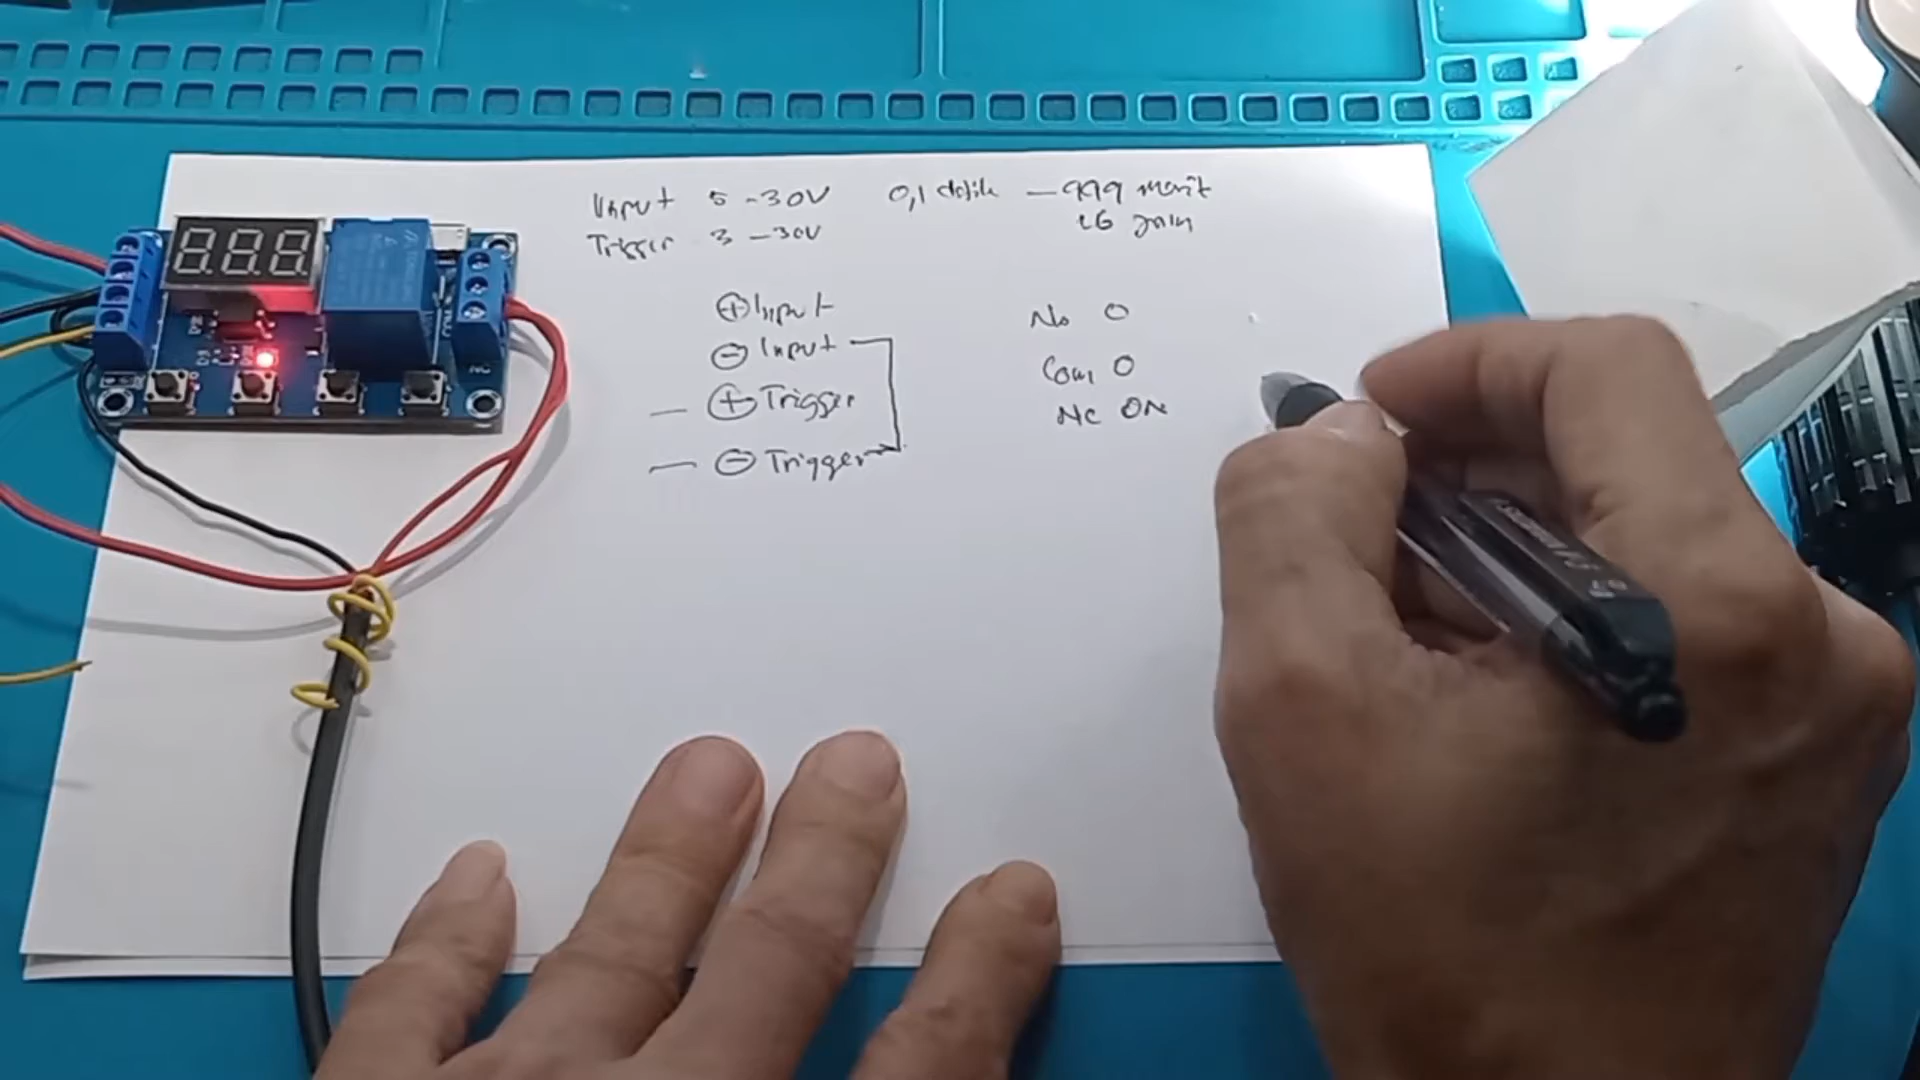 Input 5 - 30V 0,1 detik — 999 menit
Trigger 3 - 30V 16 jam
+ Input
- Input
+ Trigger
- Trigger
No O
Com O
NC ON
NC